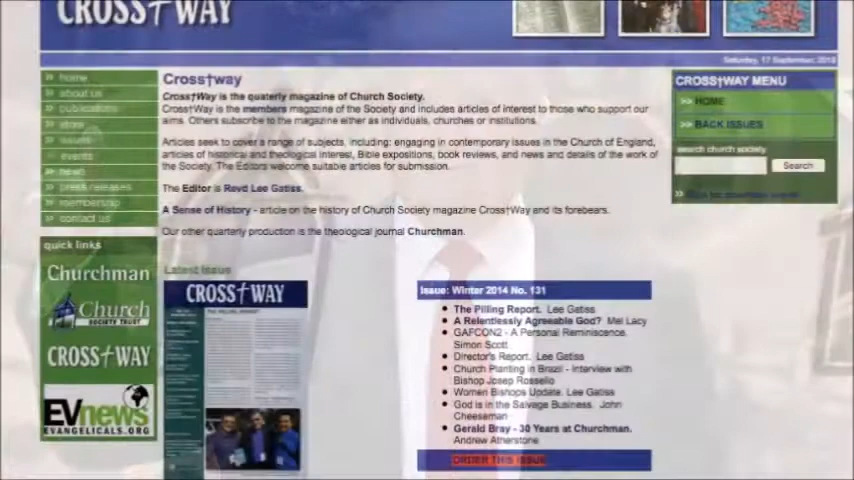 CROSS†WAY
Saturday, 17 September, 2016
home
about us
publications
store
issues
events
news
press releases
membership
contact us
quick links
Churchman
Church
SOCIETY TRUST
CROSS†WAY
EVnews
EVANGELICALS.ORG
Cross†way
Cross†Way is the quaterly magazine of Church Society.
Cross†Way is the members magazine of the Society and includes articles of interest to those who support our
aims. Others subscribe to the magazine either as individuals, churches or institutions.
Articles seek to cover a range of subjects, including: engaging in contemporary issues in the Church of England,
articles of historical and theological interest, Bible expositions, book reviews, and news and details of the work of
the Society. The Editors welcome suitable articles for submission.
The Editor is Revd Lee Gatiss.
A Sense of History - article on the history of Church Society magazine Cross†Way and its forebears.
Our other quarterly production is the theological journal Churchman.
Latest Issue
CROSS†WAY
Issue: Winter 2014 No. 131
The Pilling Report. Lee Gatiss
A Relentlessly Agreeable God? Mel Lacy
GAFCON2 - A Personal Reminiscence.
Simon Scott
Director's Report. Lee Gatiss
Church Planting in Brazil - Interview with
Bishop Josep Rossello
Women Bishops Update. Lee Gatiss
God is in the Salvage Business. John
Cheeseman
Gerald Bray - 30 Years at Churchman.
Andrew Atherstone
ORDER THIS ISSUE
CROSS†WAY MENU
HOME
BACK ISSUES
search church society
Search